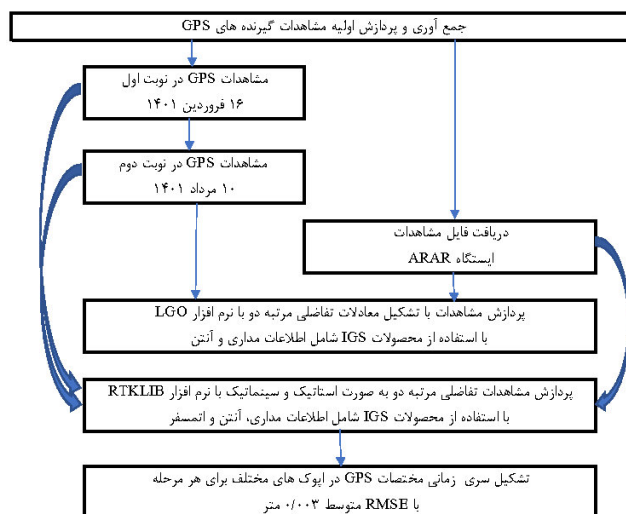 جمع آوری و پردازش اولیه مشاهدات گیرنده های GPS
مشاهدات GPS در نوبت اول
۱۶ فروردین ۱۴۰۱
مشاهدات GPS در نوبت دوم
۱۰ مرداد ۱۴۰۱
دریافت فایل مشاهدات
ایستگاه ARAR
پردازش مشاهدات با تشکیل معادلات تفاضلی مرتبه دو با نرم افزار LGO
با استفاده از محصولات IGS شامل اطلاعات مداری و آنتن
پردازش مشاهدات تفاضلی مرتبه دو به صورت استاتیک و سینماتیک با نرم افزار RTKLIB
با استفاده از محصولات IGS شامل اطلاعات مداری، آنتن و اتمسفر
تشکیل سری زمانی مختصات GPS در اپوک های مختلف برای هر مرحله
با RMSE متوسط ۰/۰۰۳ متر